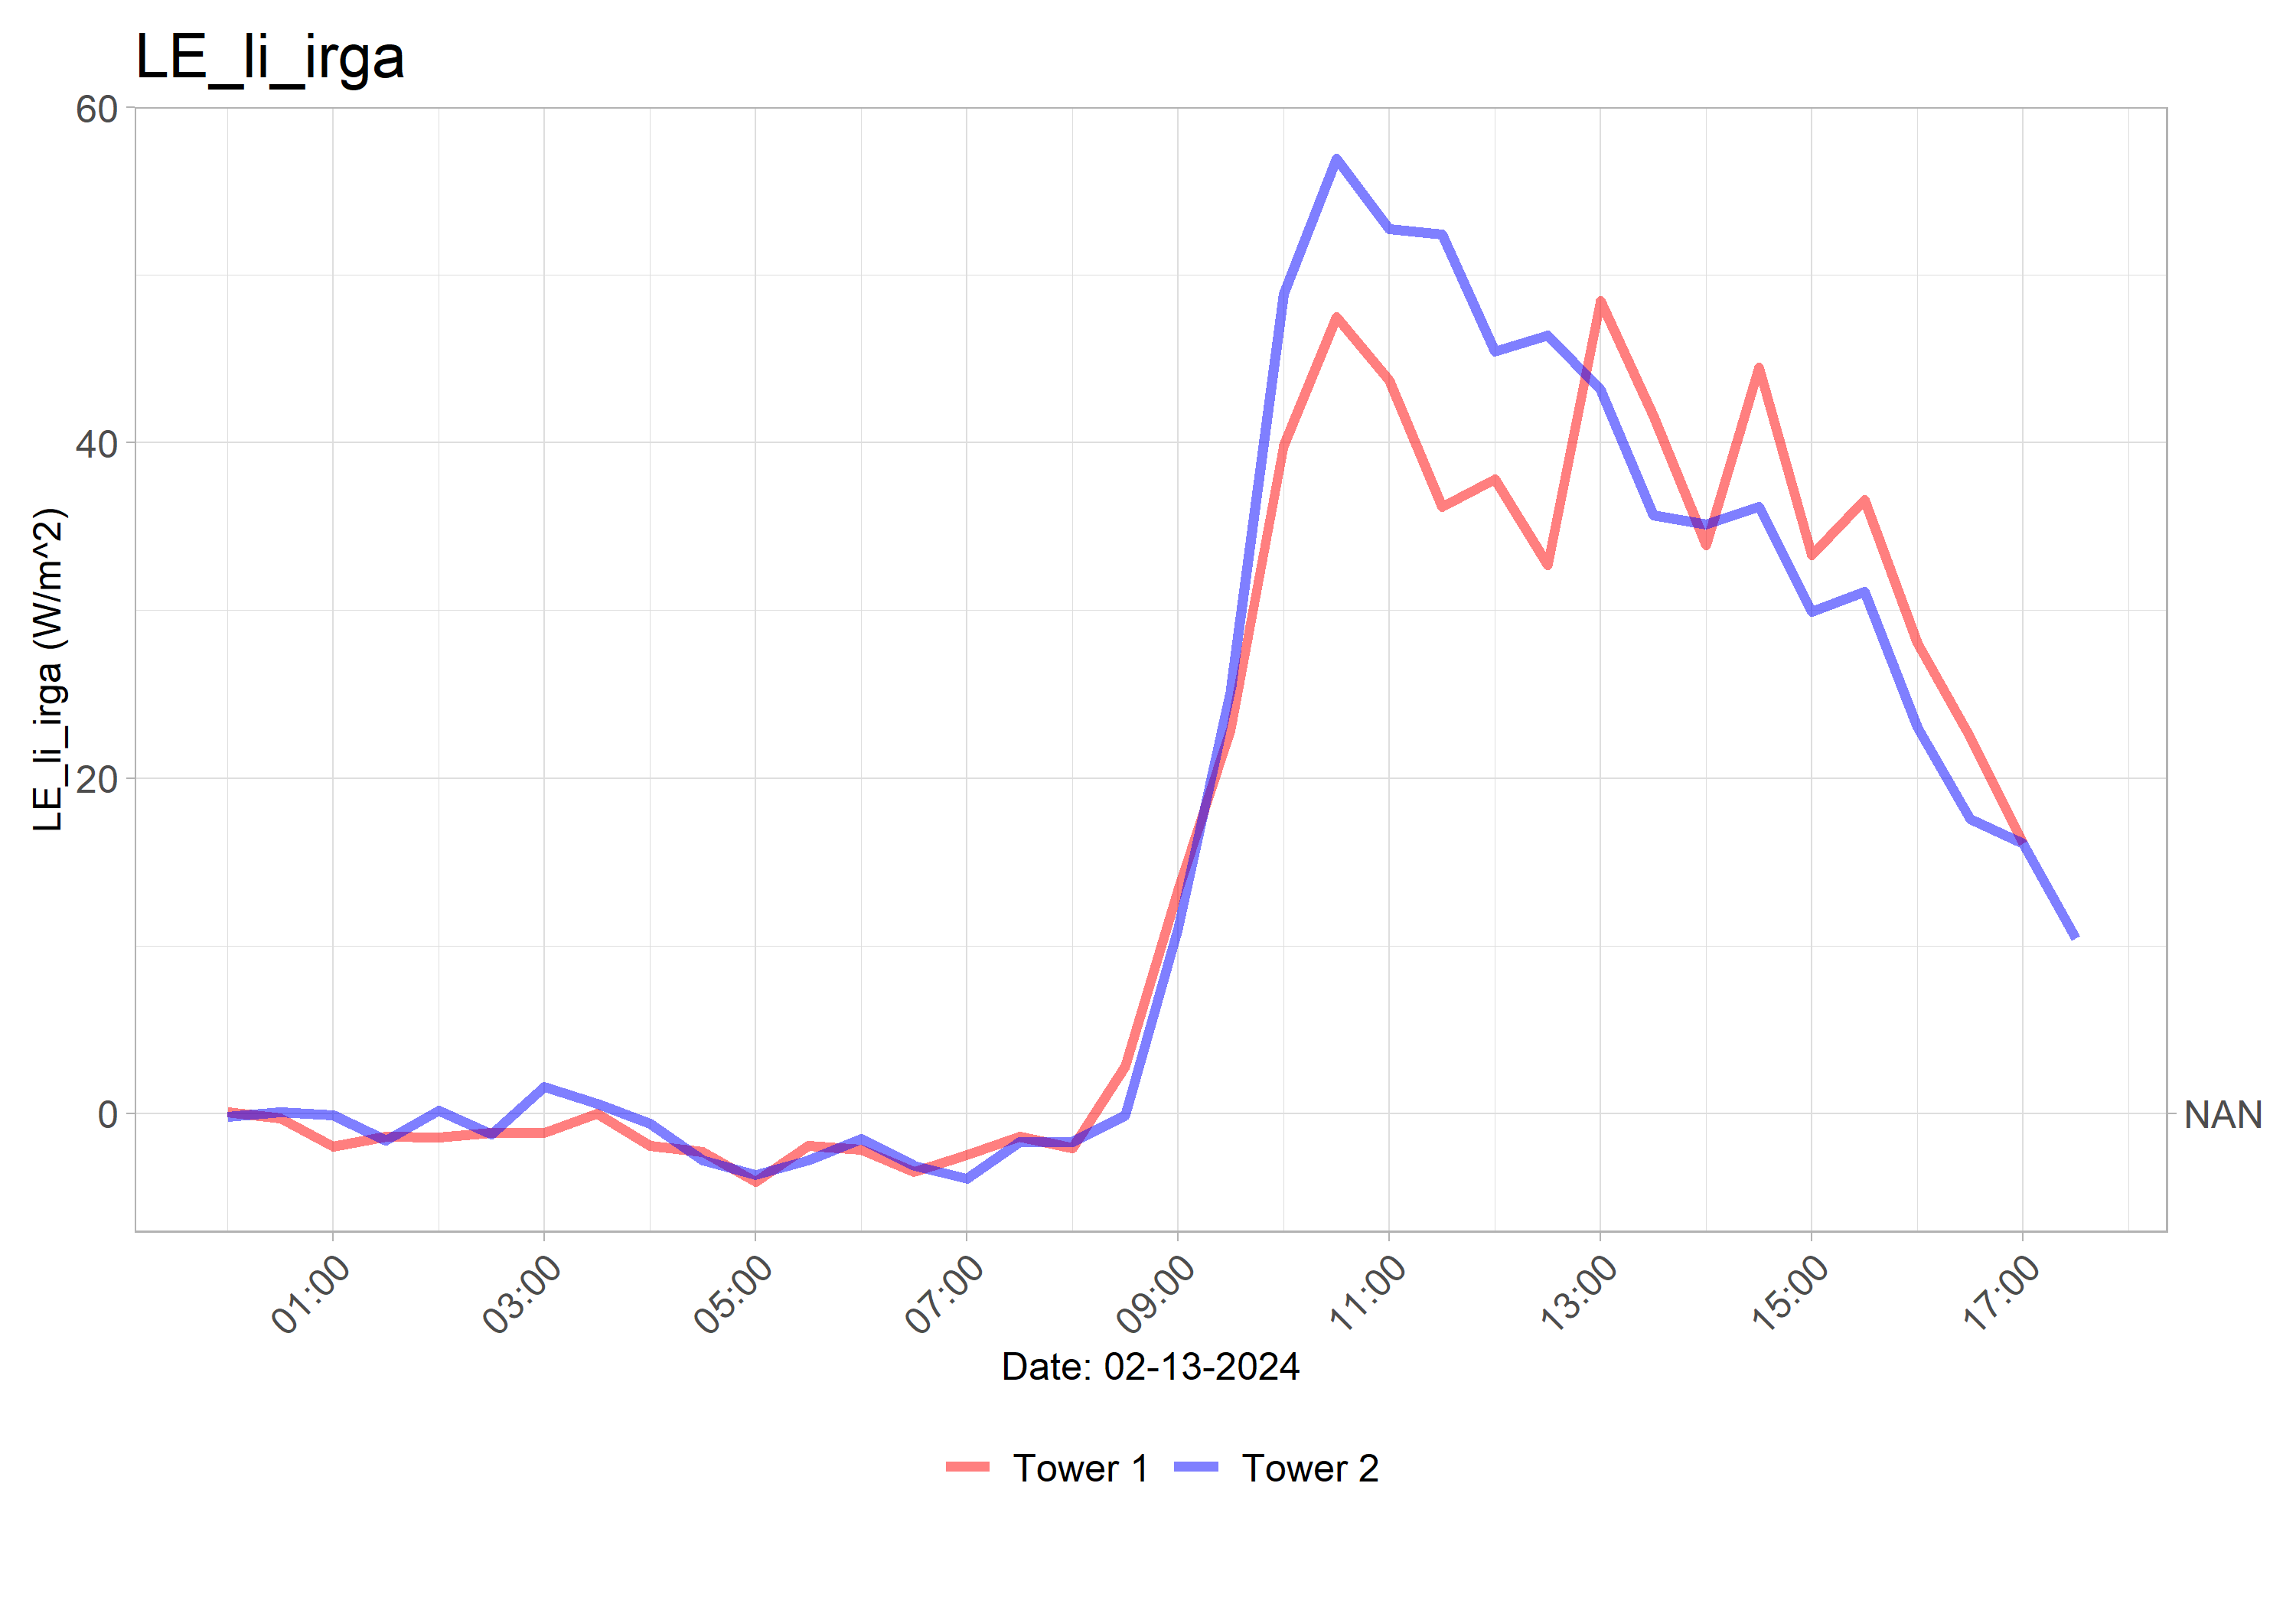 LE_li_irga
60
40
20
0
LE_li_irga (W/m^2)
NAN
01:00 03:00 05:00 07:00 09:00 11:00 13:00 15:00 17:00
Date: 02-13-2024
Tower 1 Tower 2